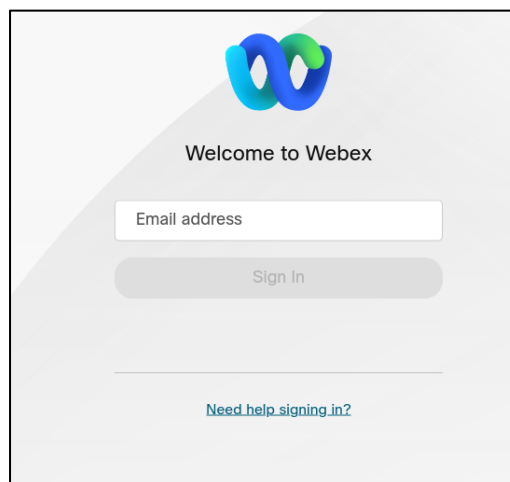 Welcome to Webex
Email address
Sign In
Need help signing in?